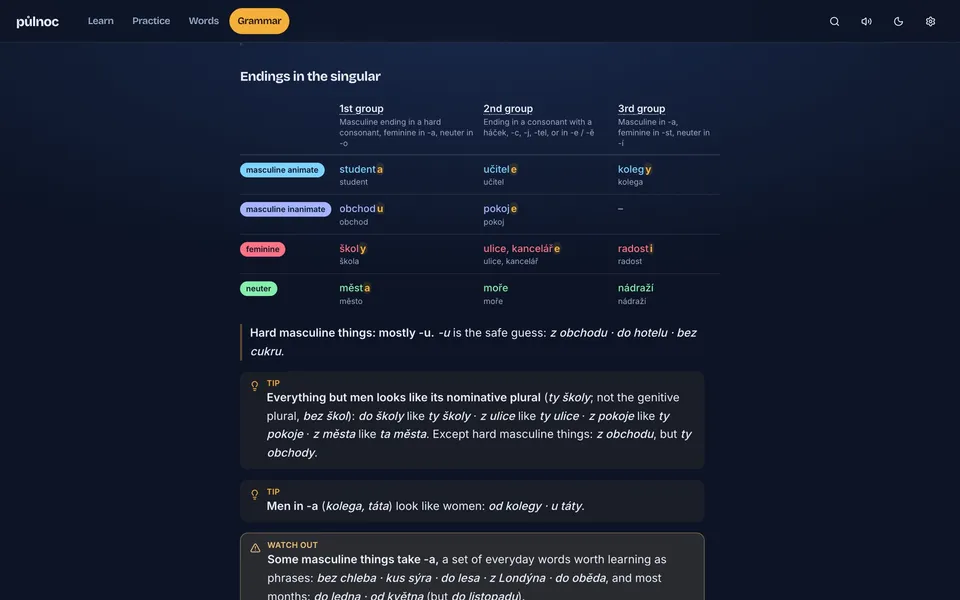 půlnoc Learn Practice Words Grammar
Endings in the singular
1st group 2nd group 3rd group
Masculine ending in a hard consonant, feminine in -a, neuter in -o
Ending in a consonant with a háček, -c, -j, -tel, or in -e / -ě
Masculine in -a, feminine in -st, neuter in -í
masculine animate studenta učitele kolegy
student učitel kolega
masculine inanimate obchodu pokoje –
obchod pokoj
feminine školy ulice, kanceláře radosti
škola ulice, kancelář radost
neuter města moře nádraží
město moře nádraží
Hard masculine things: mostly -u. -u is the safe guess: z obchodu · do hotelu · bez
cukru.
TIP
Everything but men looks like its nominative plural (ty školy; not the genitive
plural, bez škol): do školy like ty školy · z ulice like ty ulice · z pokoje like ty
pokoje · z města like ta města. Except hard masculine things: z obchodu, but ty
obchody.
TIP
Men in -a (kolega, táta) look like women: od kolegy · u táty.
WATCH OUT
Some masculine things take -a, a set of everyday words worth learning as
phrases: bez chleba · kus sýra · do lesa · z Londýna · do oběda, and most
months: do ledna · od května (but do listopadu).